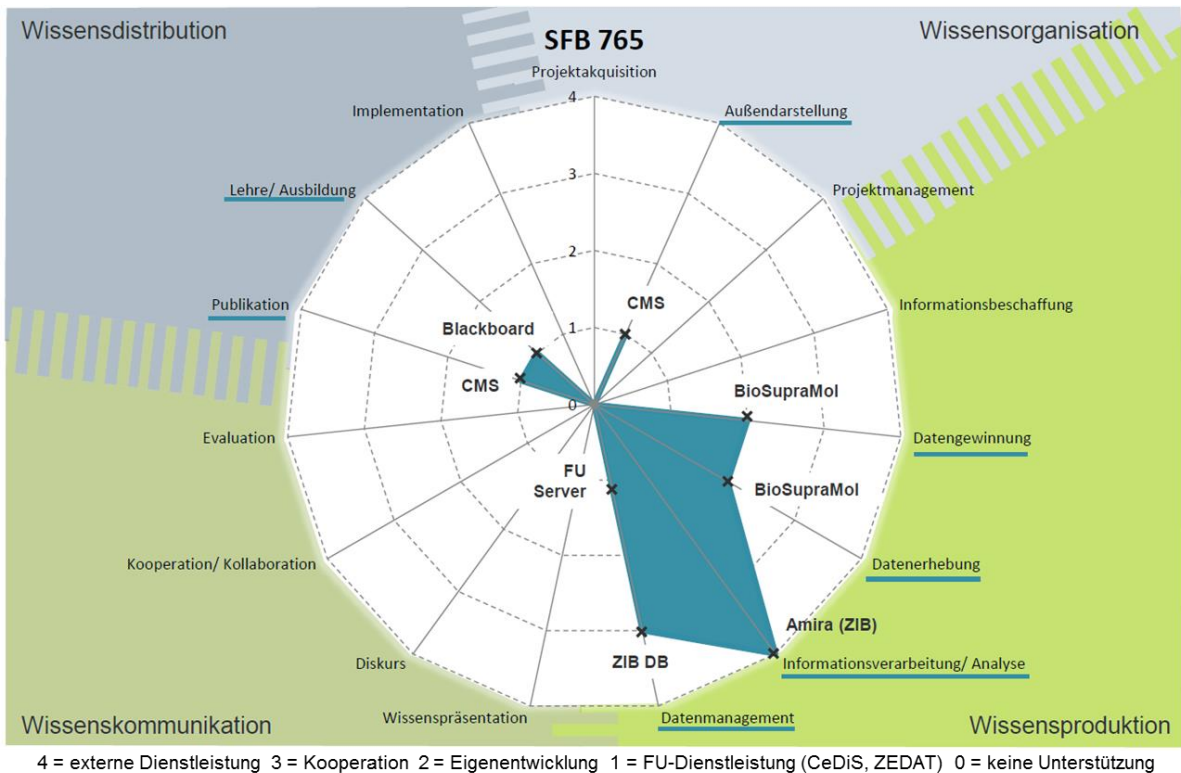 Wissensdistribution
SFB 765
Wissensorganisation
Projektakquisition
Implementation
4
Außendarstellung
Lehre/ Ausbildung
3
Projektmanagement
2
Publikation
CMS
Informationsbeschaffung
Blackboard
1
CMS
BioSupraMol
0
Evaluation
Datengewinnung
FU
Server
BioSupraMol
Kooperation/ Kollaboration
Datenerhebung
Amira (ZIB)
Diskurs
ZIB DB
Informationsverarbeitung/ Analyse
Wissenspräsentation
Datenmanagement
Wissenskommunikation
Wissensproduktion
4 = externe Dienstleistung 3 = Kooperation 2 = Eigenentwicklung 1 = FU-Dienstleistung (CeDiS, ZEDAT) 0 = keine Unterstützung